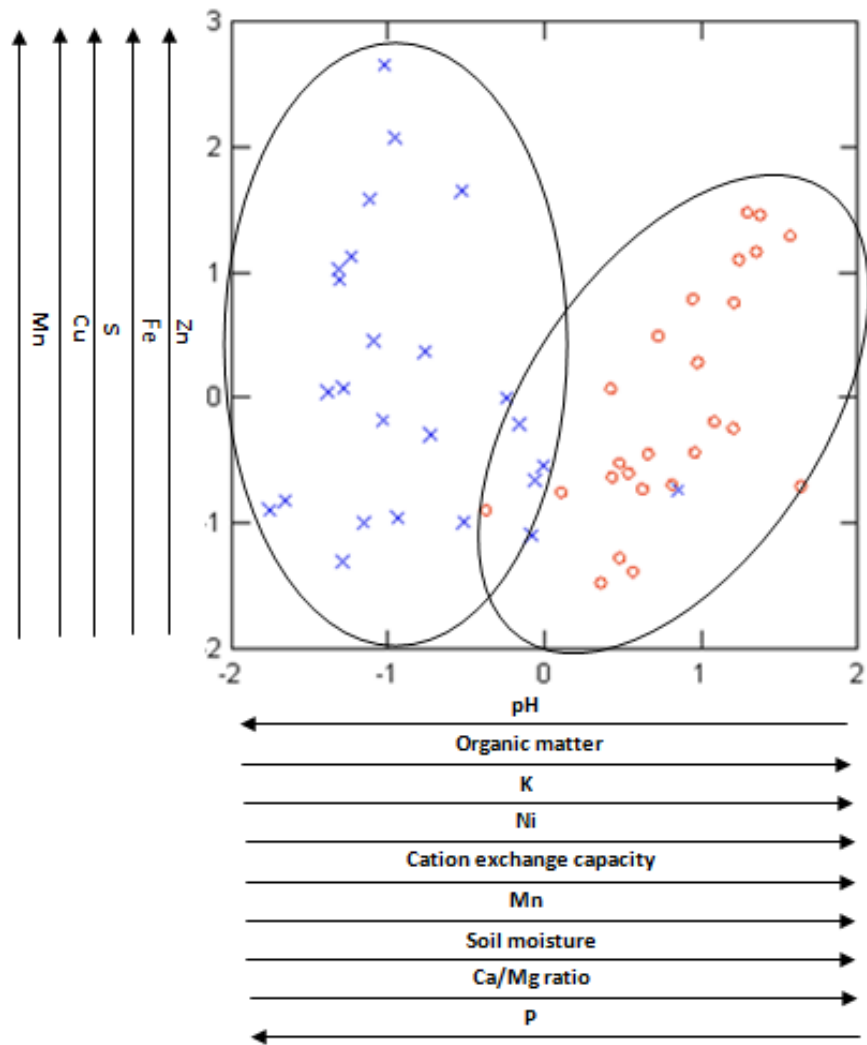 3
2
1
0
-1
-2
Mn
Cu
S
Fe
Zn
-2
-1
0
1
2
pH
Organic matter
K
Ni
Cation exchange capacity
Mn
Soil moisture
Ca/Mg ratio
P